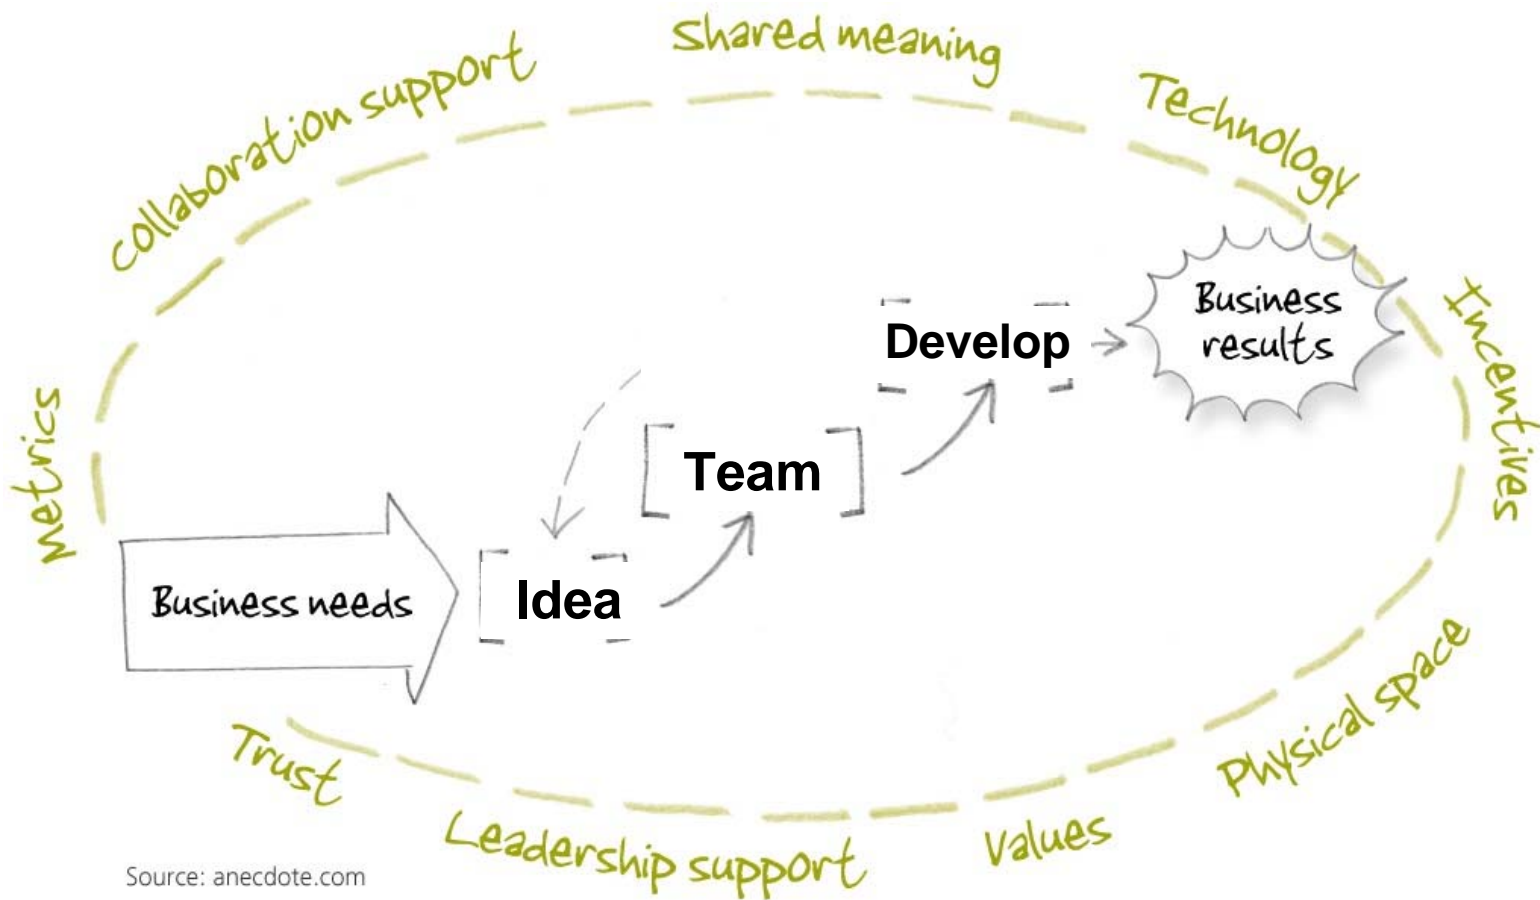 Shared meaning
Collaboration support
Technology
Business
results
Incentives
Develop
Metrics
Team
Business needs
Idea
Physical space
Trust
Values
Leadership support
Source: anecdote.com